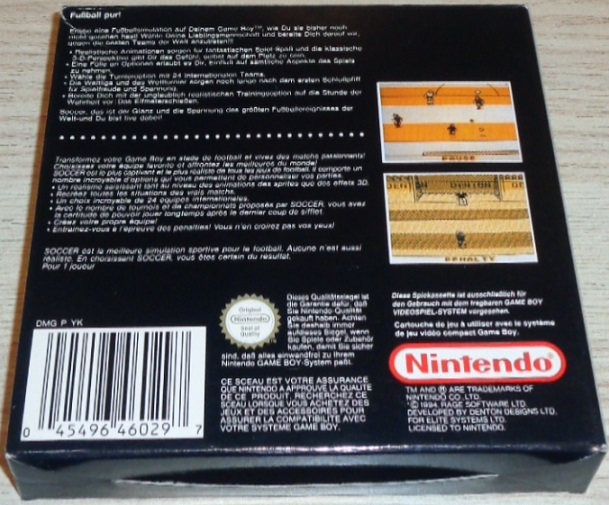 Fußball pur!
Erlebe eine Fußballsimulation auf Deinem Game Boy™, wie Du sie bisher noch
nicht gesehen hast! Wähle Deine Lieblingsmannschaft und bereite Dich darauf vor,
gegen die besten Teams der Welt anzutreten!!!
• Realistische Animationen sorgen für fantastischen Spiel Spaß und die klassische
3-D-Perspektive gibt Dir das Gefühl, selbst auf dem Platz zu sein.
• Eine Fülle an Optionen erlaubt es Dir, Einfluß auf sämtliche Aspekte des Spiels
zu nehmen.
• Wähle die Turnieroption mit 24 internationalen Teams.
• Die Weltliga und das Weltturnier sorgen noch lange nach dem ersten Schlußpfiff
für Spielfreude und Spannung.
• Bereite Dich mit der unglaublich realistischen Trainingsoption auf die Stunde der
Wahrheit vor: Das Elfmeterschießen.
Soccer, das ist der Glanz und die Spannung des größten Fußballereignisses der
Welt und Du bist live dabei!
Transformez votre Game Boy en stade de football et vivez des matchs passionnants!
Choisissez votre équipe favorite et affrontez les meilleures du monde!
SOCCER est le plus captivant et le plus réaliste de tous les jeux de football. Il comporte un
nombre incroyable d'options qui vous permettent de personnaliser vos parties.
• Un réalisme saisissant tant au niveau des animations des sprites que des effets 3D.
• Recréez toutes les situations des vrais matchs.
• Un choix incroyable de 24 équipes internationales.
• Avec le nombre de tournois et de championnats proposés par SOCCER, vous avez
la certitude de pouvoir jouer longtemps après le dernier coup de sifflet.
• Créez votre propre équipe!
• Entraînez-vous à l'épreuve des penalties! Vous n'en croirez pas vos yeux!
SOCCER est la meilleure simulation sportive pour le football. Aucune n'est aussi
réaliste. En choisissant SOCCER, vous êtes certain du résultat.
Pour 1 joueur
PAUSE
DENTON
PENALTY
DMG P YK
0 45496 46029 7
Original
Nintendo
Seal of
Quality
Dieses Qualitätssiegel ist
die Garantie dafür, daß
Sie Nintendo-Qualität
gekauft haben. Achten
Sie deshalb immer
auf dieses Siegel, wenn
Sie Spiele oder Zubehör
kaufen, damit Sie sicher
sind, daß alles einwandfrei zu Ihrem
Nintendo GAME BOY-System paßt.
CE SCEAU EST VOTRE ASSURANCE
QUE NINTENDO A APPROUVE LA QUALITE
DE CE PRODUIT. RECHERCHEZ CE
SCEAU LORSQUE VOUS ACHETEZ DES
JEUX ET DES ACCESSOIRES POUR
ASSURER LA COMPATIBILITE AVEC
VOTRE SYSTEME GAME BOY.
Diese Spielkassette ist ausschließlich für
den Gebrauch mit dem tragbaren GAME BOY
VIDEOSPIEL-SYSTEM vorgesehen.
Cartouche de jeu à utiliser avec le système
de jeu vidéo compact Game Boy.
Nintendo®
TM AND ® ARE TRADEMARKS OF
NINTENDO CO. LTD.
© 1994, RAGE SOFTWARE LTD.
DEVELOPED BY DENTON DESIGNS LTD.
FOR ELITE SYSTEMS LTD.
LICENSED TO NINTENDO.